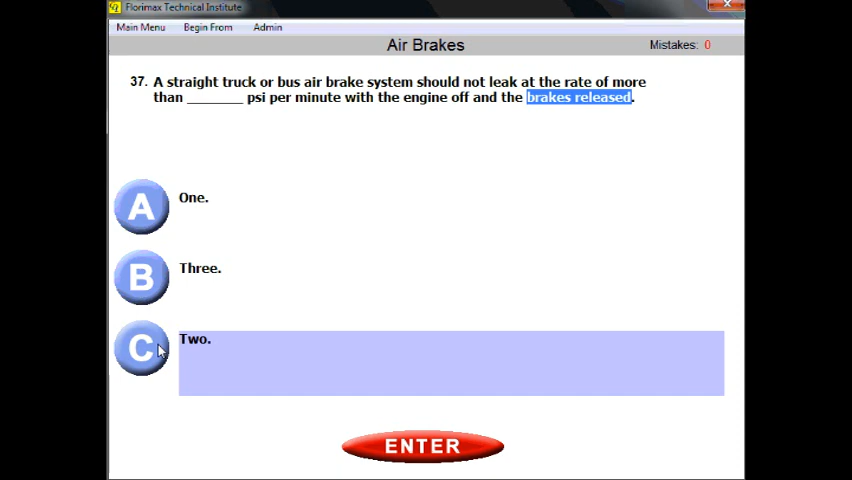 Florimax Technical Institute
Main Menu Begin From Admin
Air Brakes
Mistakes: 0
37. A straight truck or bus air brake system should not leak at the rate of more
than ________ psi per minute with the engine off and the brakes released.
A One.
B Three.
C Two.
ENTER